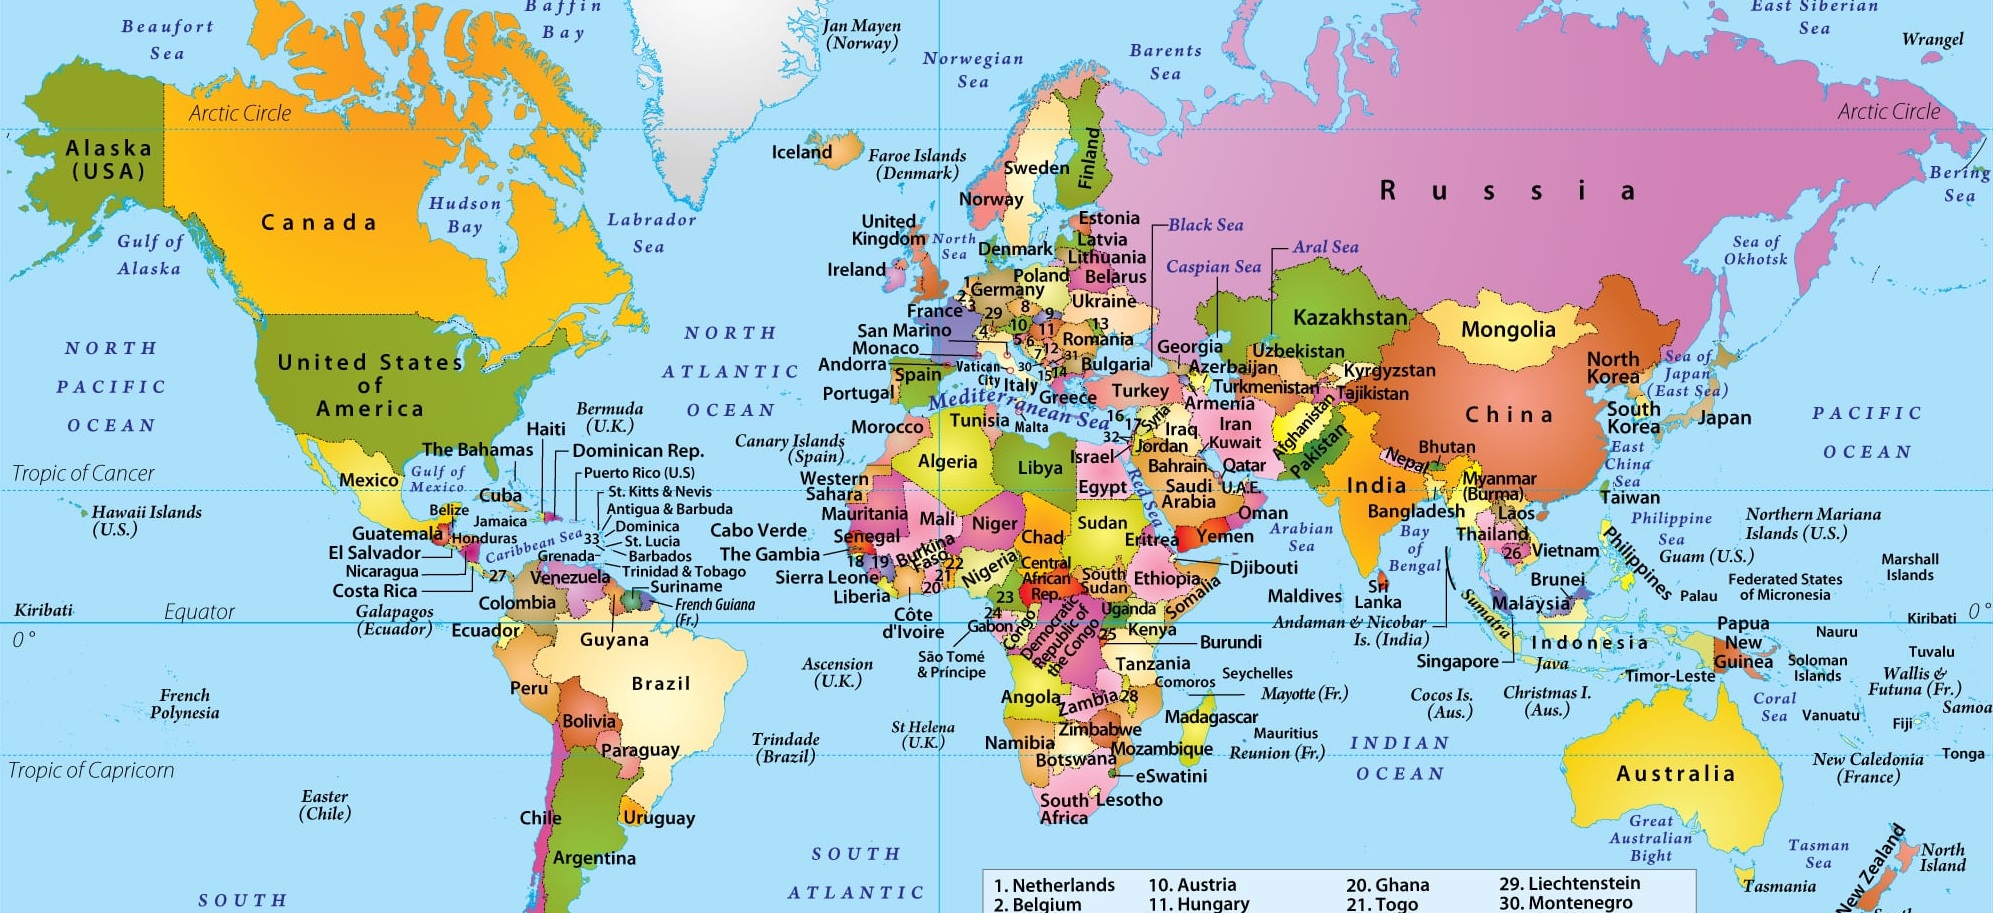 Beaufort
Sea
Baffin
Bay
Jan Mayen
(Norway)
Norwegian
Sea
Barents
Sea
East Siberian
Sea
Wrangel
Arctic Circle
Arctic Circle
Alaska
(USA)
Canada
Hudson
Bay
Labrador
Sea
Gulf of
Alaska
Iceland
Faroe Islands
(Denmark)
Sweden
Finland
Norway
Russia
Bering
Sea
United
Kingdom
North
Sea
Denmark
Estonia
Latvia
Lithuania
Belarus
Black Sea
Caspian Sea
Aral Sea
Sea of
Okhotsk
Ireland
Poland
1
Germany
2
3
Ukraine
France
29
8
9
10
11
13
4
5
6
7
12
31
30
15
14
San Marino
Monaco
Andorra
Romania
Bulgaria
Vatican
City
Italy
Spain
Portugal
Greece
Mediterranean Sea
Georgia
Azerbaijan
Armenia
Turkey
Kazakhstan
Uzbekistan
Turkmenistan
Kyrgyzstan
Tajikistan
Mongolia
North
Korea
South
Korea
Sea of
Japan
(East Sea)
Japan
China
NORTH
PACIFIC
OCEAN
United States
of
America
NORTH
ATLANTIC
OCEAN
PACIFIC
OCEAN
Bermuda
(U.K.)
Haiti
Dominican Rep.
The Bahamas
Puerto Rico (U.S)
Gulf of
Mexico
Mexico
Cuba
St. Kitts & Nevis
Antigua & Barbuda
Dominica
St. Lucia
33
Barbados
Grenada
Trinidad & Tobago
Tropic of Cancer
Hawaii Islands
(U.S.)
Belize
Jamaica
Guatemala
Honduras
Caribbean Sea
El Salvador
Nicaragua
Costa Rica
27
Venezuela
Suriname
French Guiana
(Fr.)
Colombia
Galapagos
(Ecuador)
Ecuador
Guyana
Kiribati
Equator
0°
Peru
Brazil
Bolivia
Paraguay
Chile
Uruguay
Argentina
French
Polynesia
Tropic of Capricorn
Easter
(Chile)
SOUTH
Trindade
(Brazil)
Ascension
(U.K.)
St Helena
(U.K.)
SOUTH
ATLANTIC
Canary Islands
(Spain)
Morocco
Tunisia
Malta
Algeria
Libya
Egypt
Western
Sahara
Mauritania
Mali
Niger
Chad
Sudan
Eritrea
Cabo Verde
Senegal
The Gambia
18
19
Burkina
Faso
22
21
20
Sierra Leone
Liberia
Côte
d'Ivoire
Nigeria
Central
African
Rep.
South
Sudan
Ethiopia
Djibouti
Somalia
23
24
Gabon
Congo
Democratic
Republic of
the Congo
Uganda
Kenya
25
Burundi
São Tomé
& Príncipe
Tanzania
Seychelles
Comoros
Mayotte (Fr.)
Angola
Zambia
28
Zimbabwe
Madagascar
Mauritius
Reunion (Fr.)
Namibia
Botswana
Mozambique
eSwatini
South
Africa
Lesotho
16
17
32
Syria
Israel
Jordan
Iraq
Iran
Kuwait
Bahrain
Qatar
Saudi
Arabia
U.A.E.
Oman
Yemen
Red Sea
Arabian
Sea
Afghanistan
Pakistan
India
Nepal
Bhutan
Bangladesh
Myanmar
(Burma)
Laos
Thailand
26
Vietnam
Taiwan
East
China
Sea
Philippine
Sea
Philippines
Northern Mariana
Islands (U.S.)
Guam (U.S.)
Bay
of
Bengal
Maldives
Sri
Lanka
Andaman & Nicobar
Is. (India)
Brunei
Malaysia
Sumatra
Singapore
Indonesia
Java
Timor-Leste
Palau
Federated States
of Micronesia
Marshall
Islands
Kiribati
0°
Papua
New
Guinea
Nauru
Tuvalu
Soloman
Islands
Wallis &
Futuna (Fr.)
Samoa
Cocos Is.
(Aus.)
Christmas I.
(Aus.)
Coral
Sea
Vanuatu
Fiji
New Caledonia
(France)
Tonga
INDIAN
OCEAN
Australia
Great
Australian
Bight
Tasman
Sea
Tasmania
New Zealand
North
Island
1. Netherlands
2. Belgium
10. Austria
11. Hungary
20. Ghana
21. Togo
29. Liechtenstein
30. Montenegro